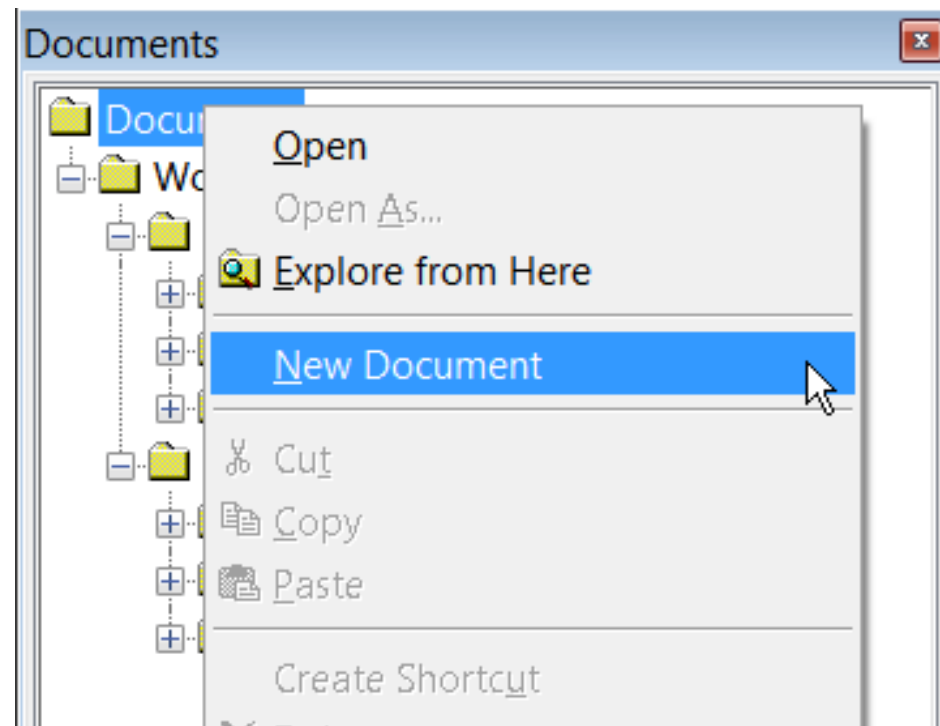 Documents
Open
Open As...
Explore from Here
New Document
Cut
Copy
Paste
Create Shortcut